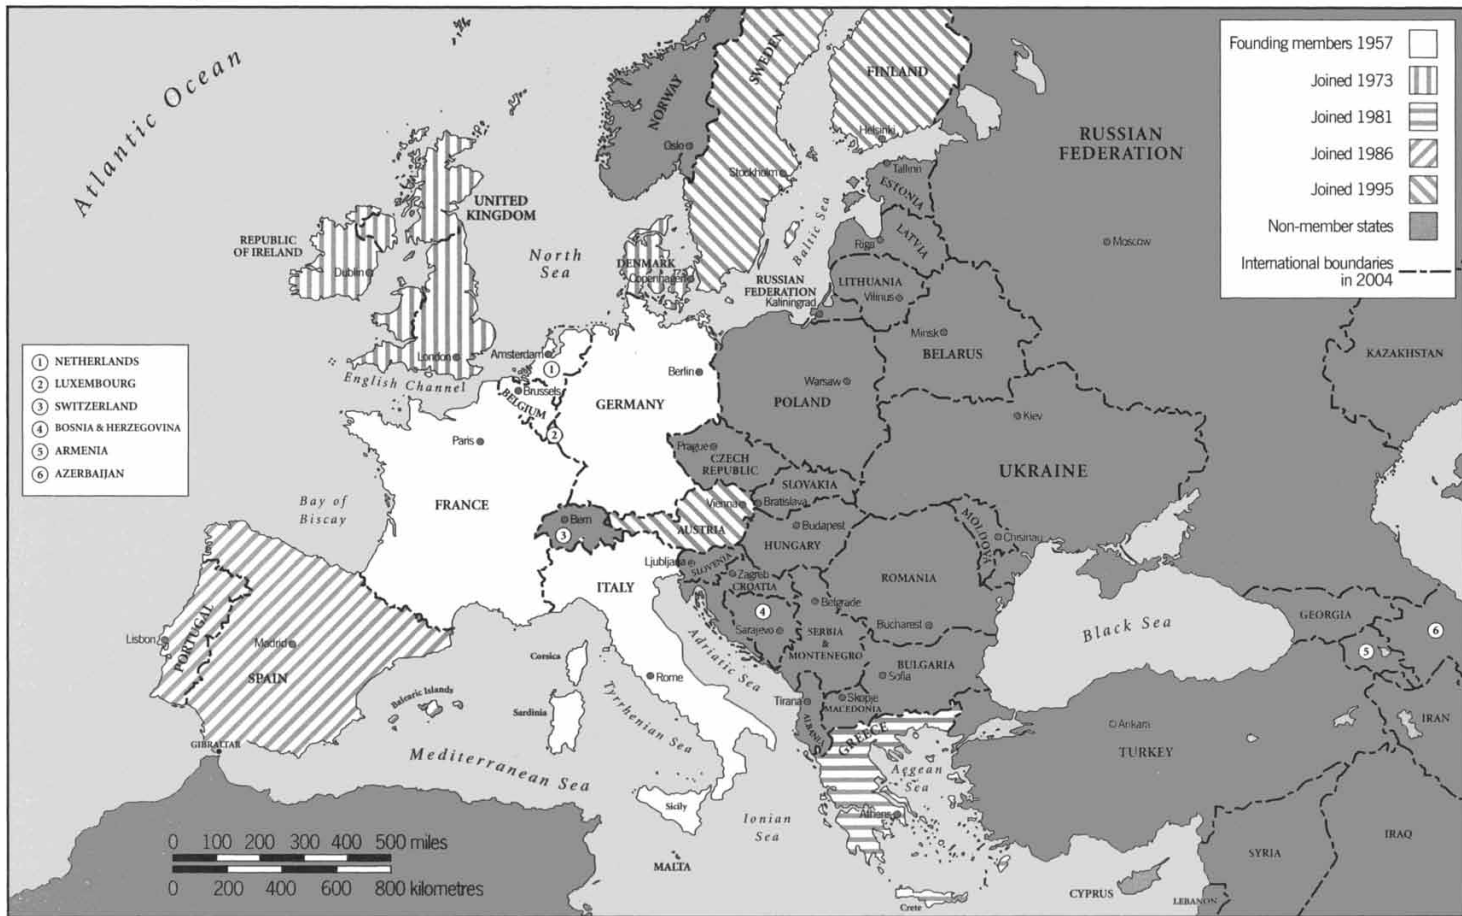 Atlantic Ocean
Founding members 1957
Joined 1973
Joined 1981
Joined 1986
Joined 1995
Non-member states
International boundaries
in 2004
SWEDEN
FINLAND
NORWAY
Helsinki
Oslo
Stockholm
Tallinn
ESTONIA
RUSSIAN
FEDERATION
Moscow
UNITED
KINGDOM
REPUBLIC
OF IRELAND
Dublin
North
Sea
DENMARK
Copenhagen
Baltic Sea
Riga
LATVIA
RUSSIAN
FEDERATION
Kaliningrad
LITHUANIA
Vilinus
Minsk
BELARUS
KAZAKHSTAN
1 NETHERLANDS
2 LUXEMBOURG
3 SWITZERLAND
4 BOSNIA & HERZEGOVINA
5 ARMENIA
6 AZERBAIJAN
London
English Channel
Amsterdam
1
Brussels
BELGIUM
2
Berlin
GERMANY
Warsaw
POLAND
Kiev
UKRAINE
Paris
FRANCE
Prague
CZECH
REPUBLIC
SLOVAKIA
Bratislava
Vienna
AUSTRIA
Bern
3
Budapest
HUNGARY
MOLDOVA
Chisinau
Bay of
Biscay
ITALY
Ljubljana
SLOVENIA
Zagreb
CROATIA
4
Sarajevo
Belgrade
SERBIA
&
MONTENEGRO
ROMANIA
Bucharest
BULGARIA
Sofia
Black Sea
GEORGIA
5
6
Lisbon
PORTUGAL
Madrid
SPAIN
Balearic Islands
GIBRALTAR
Corsica
Sardinia
Rome
Adriatic Sea
Tyrrhenian Sea
Mediterranean Sea
Tirana
ALBANIA
Skopje
MACEDONIA
GREECE
Aegean
Sea
Athens
Ankara
TURKEY
IRAN
IRAQ
SYRIA
Sicily
Ionian
Sea
MALTA
Crete
CYPRUS
LEBANON
0 100 200 300 400 500 miles
0 200 400 600 800 kilometres